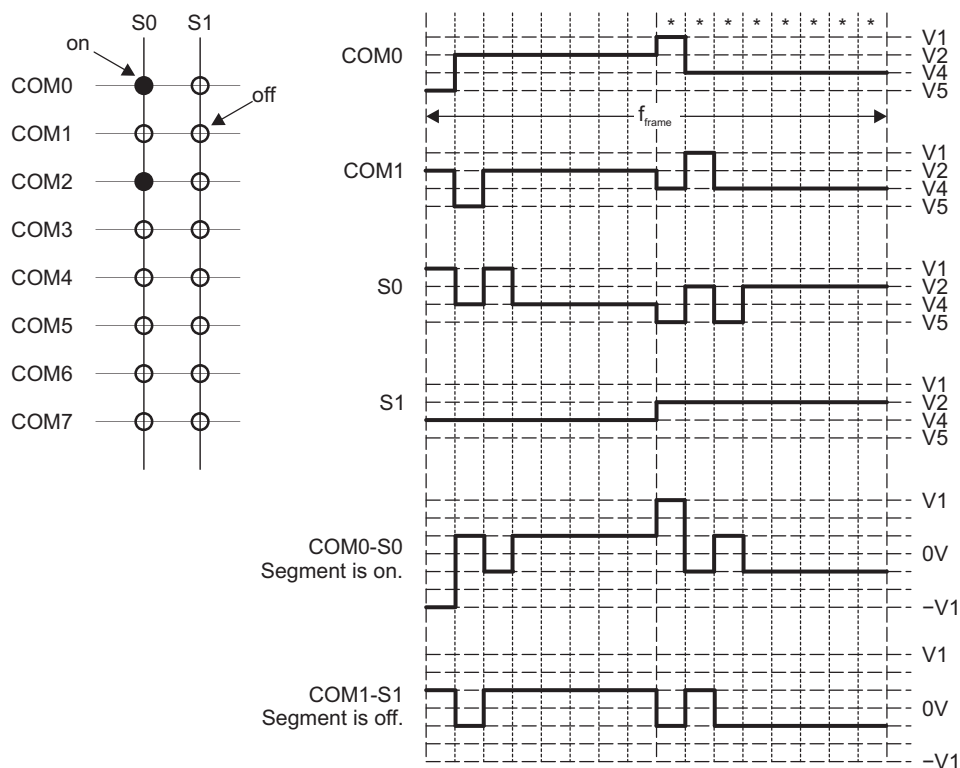 S0 S1
on
off
COM0
COM1
COM2
COM3
COM4
COM5
COM6
COM7
* * * * * * * *
COM0
V1
V2
V4
V5
fframe
COM1
V1
V2
V4
V5
S0
V1
V2
V4
V5
S1
V1
V2
V4
V5
COM0-S0
Segment is on.
V1
0V
−V1
COM1-S1
Segment is off.
V1
0V
−V1